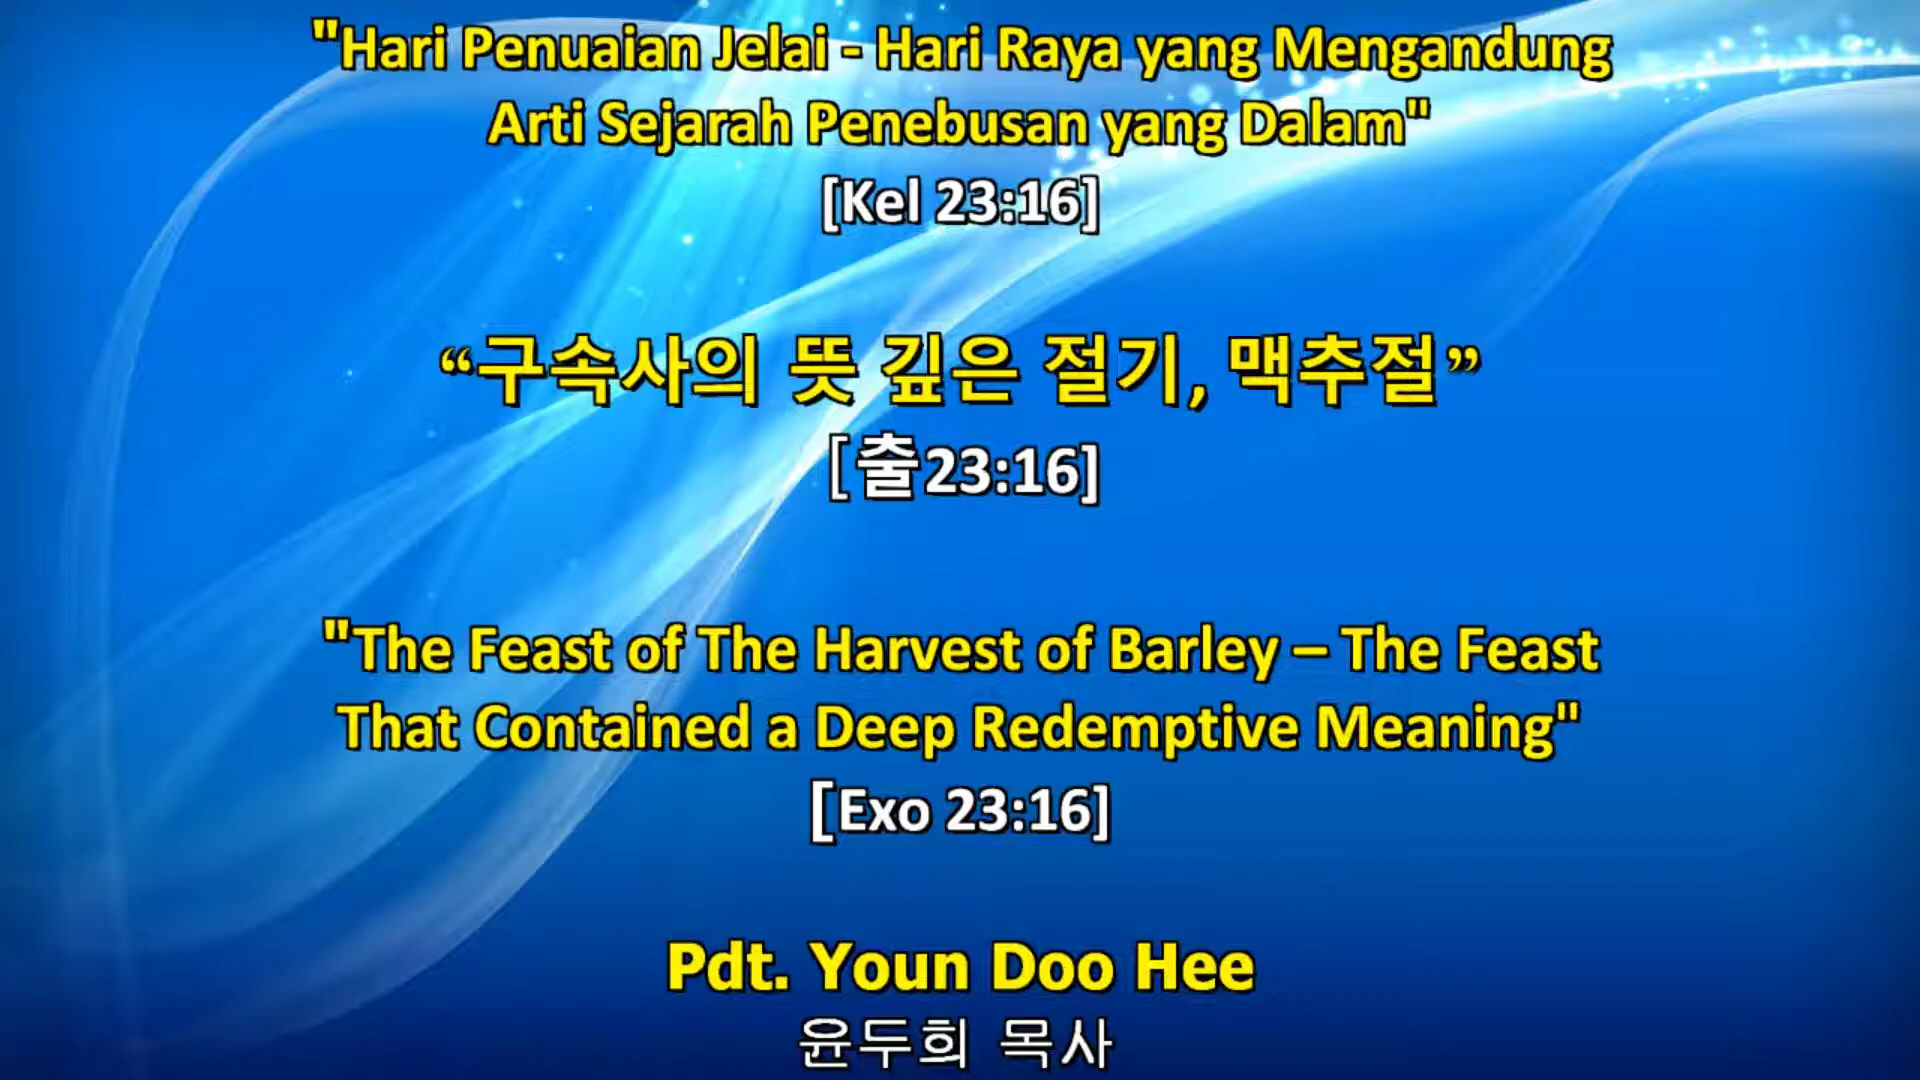 "Hari Penuaian Jelai - Hari Raya yang Mengandung
Arti Sejarah Penebusan yang Dalam"
[Kel 23:16]
“구속사의 뜻 깊은 절기, 맥추절”
[출23:16]
"The Feast of The Harvest of Barley – The Feast
That Contained a Deep Redemptive Meaning"
[Exo 23:16]
Pdt. Youn Doo Hee
윤두희 목사